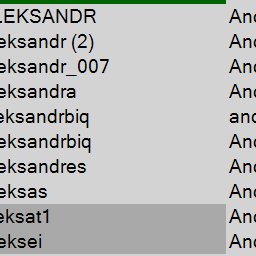 LEKSANDR And
eksandr (2) And
eksandr_007 And
eksandra And
eksandrbiq and
eksandrbiq And
eksandres And
eksas And
eksat1 And
eksei And